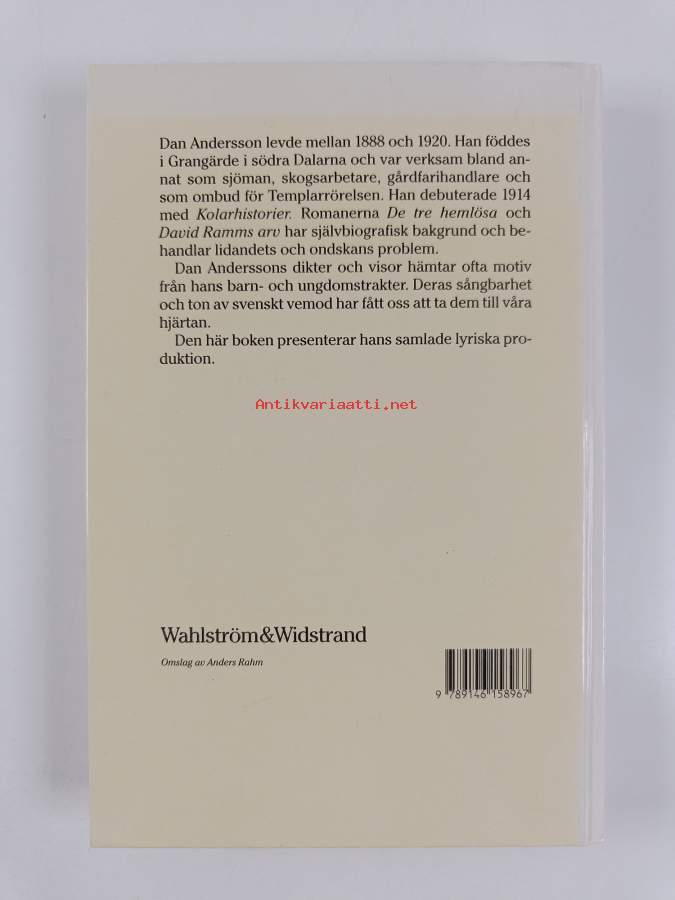 Dan Andersson levde mellan 1888 och 1920. Han föddes
i Grangärde i södra Dalarna och var verksam bland an-
nat som sjöman, skogsarbetare, gårdfarihandlare och
som ombud för Templarrörelsen. Han debuterade 1914
med Kolarhistorier. Romanerna De tre hemlösa och
David Ramms arv har självbiografisk bakgrund och be-
handlar lidandets och ondskans problem.
Dan Anderssons dikter och visor hämtar ofta motiv
från hans barn- och ungdomstrakter. Deras sångbarhet
och ton av svenskt vemod har fått oss att ta dem till våra
hjärtan.
Den här boken presenterar hans samlade lyriska pro-
duktion.
Antikvariaatti.net
Wahlström&Widstrand
Omslag av Anders Rahm
9 789146 158967